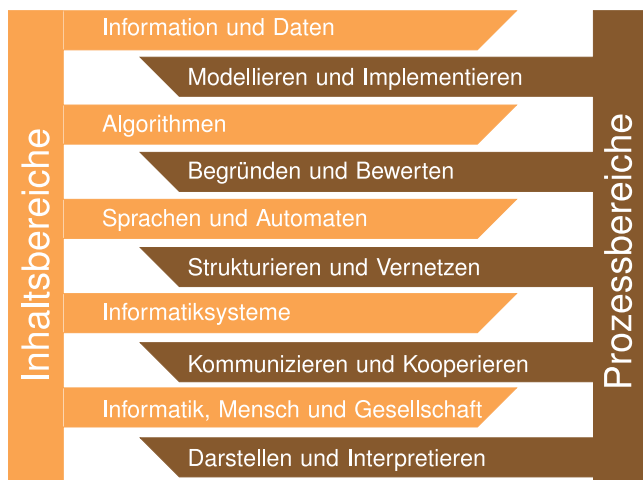 Inhaltsbereiche
Information und Daten
Modellieren und Implementieren
Algorithmen
Begründen und Bewerten
Sprachen und Automaten
Strukturieren und Vernetzen
Informatiksysteme
Kommunizieren und Kooperieren
Informatik, Mensch und Gesellschaft
Darstellen und Interpretieren
Prozessbereiche